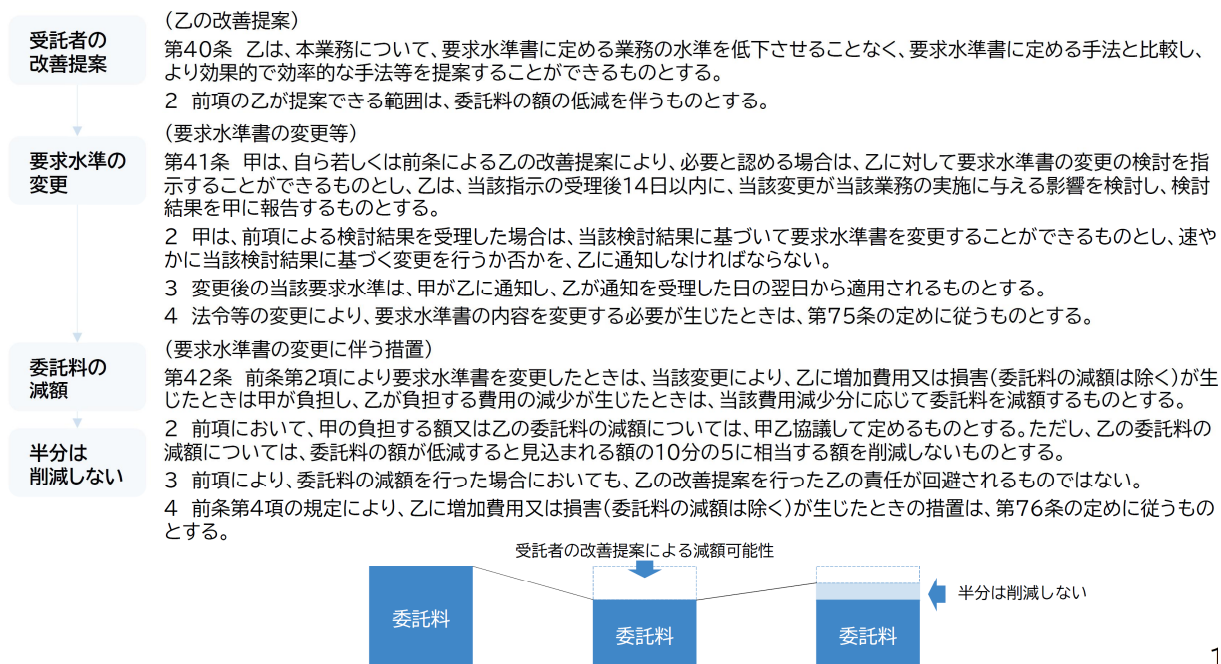 受託者の
改善提案
(乙の改善提案)
第40条 乙は、本業務について、要求水準書に定める業務の水準を低下させることなく、要求水準書に定める手法と比較し、
より効果的で効率的な手法等を提案することができるものとする。
2 前項の乙が提案できる範囲は、委託料の額の低減を伴うものとする。
要求水準の
変更
(要求水準書の変更等)
第41条 甲は、自ら若しくは前条による乙の改善提案により、必要と認める場合は、乙に対して要求水準書の変更の検討を指
示することができるものとし、乙は、当該指示の受理後14日以内に、当該変更が当該業務の実施に与える影響を検討し、検討
結果を甲に報告するものとする。
2 甲は、前項による検討結果を受理した場合は、当該検討結果に基づいて要求水準書を変更することができるものとし、速や
かに当該検討結果に基づく変更を行うか否かを、乙に通知しなければならない。
3 変更後の当該要求水準は、甲が乙に通知し、乙が通知を受理した日の翌日から適用されるものとする。
4 法令等の変更により、要求水準書の内容を変更する必要が生じたときは、第75条の定めに従うものとする。
委託料の
減額
(要求水準書の変更に伴う措置)
第42条 前条第2項により要求水準書を変更したときは、当該変更により、乙に増加費用又は損害(委託料の減額は除く)が生
じたときは甲が負担し、乙が負担する費用の減少が生じたときは、当該費用減少分に応じて委託料を減額するものとする。
半分は
削減しない
2 前項において、甲の負担する額又は乙の委託料の減額については、甲乙協議して定めるものとする。ただし、乙の委託料の
減額については、委託料の額が低減すると見込まれる額の10分の5に相当する額を削減しないものとする。
3 前項により、委託料の減額を行った場合においても、乙の改善提案を行った乙の責任が回避されるものではない。
4 前条第4項の規定により、乙に増加費用又は損害(委託料の減額は除く)が生じたときの措置は、第76条の定めに従うもの
とする。
受託者の改善提案による減額可能性
半分は削減しない
委託料
委託料
委託料